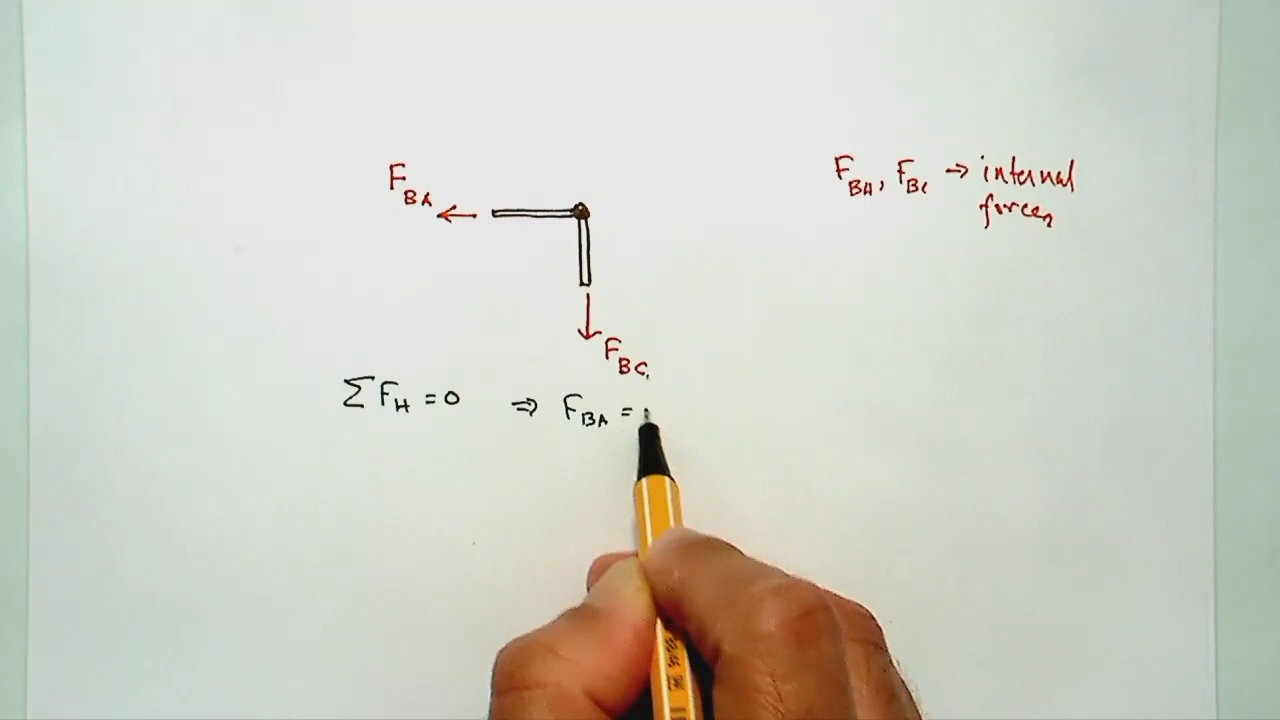 F_BA
F_BA, F_BC → internal
forces
F_BC
ΣF_H = 0 ⇒ F_BA =